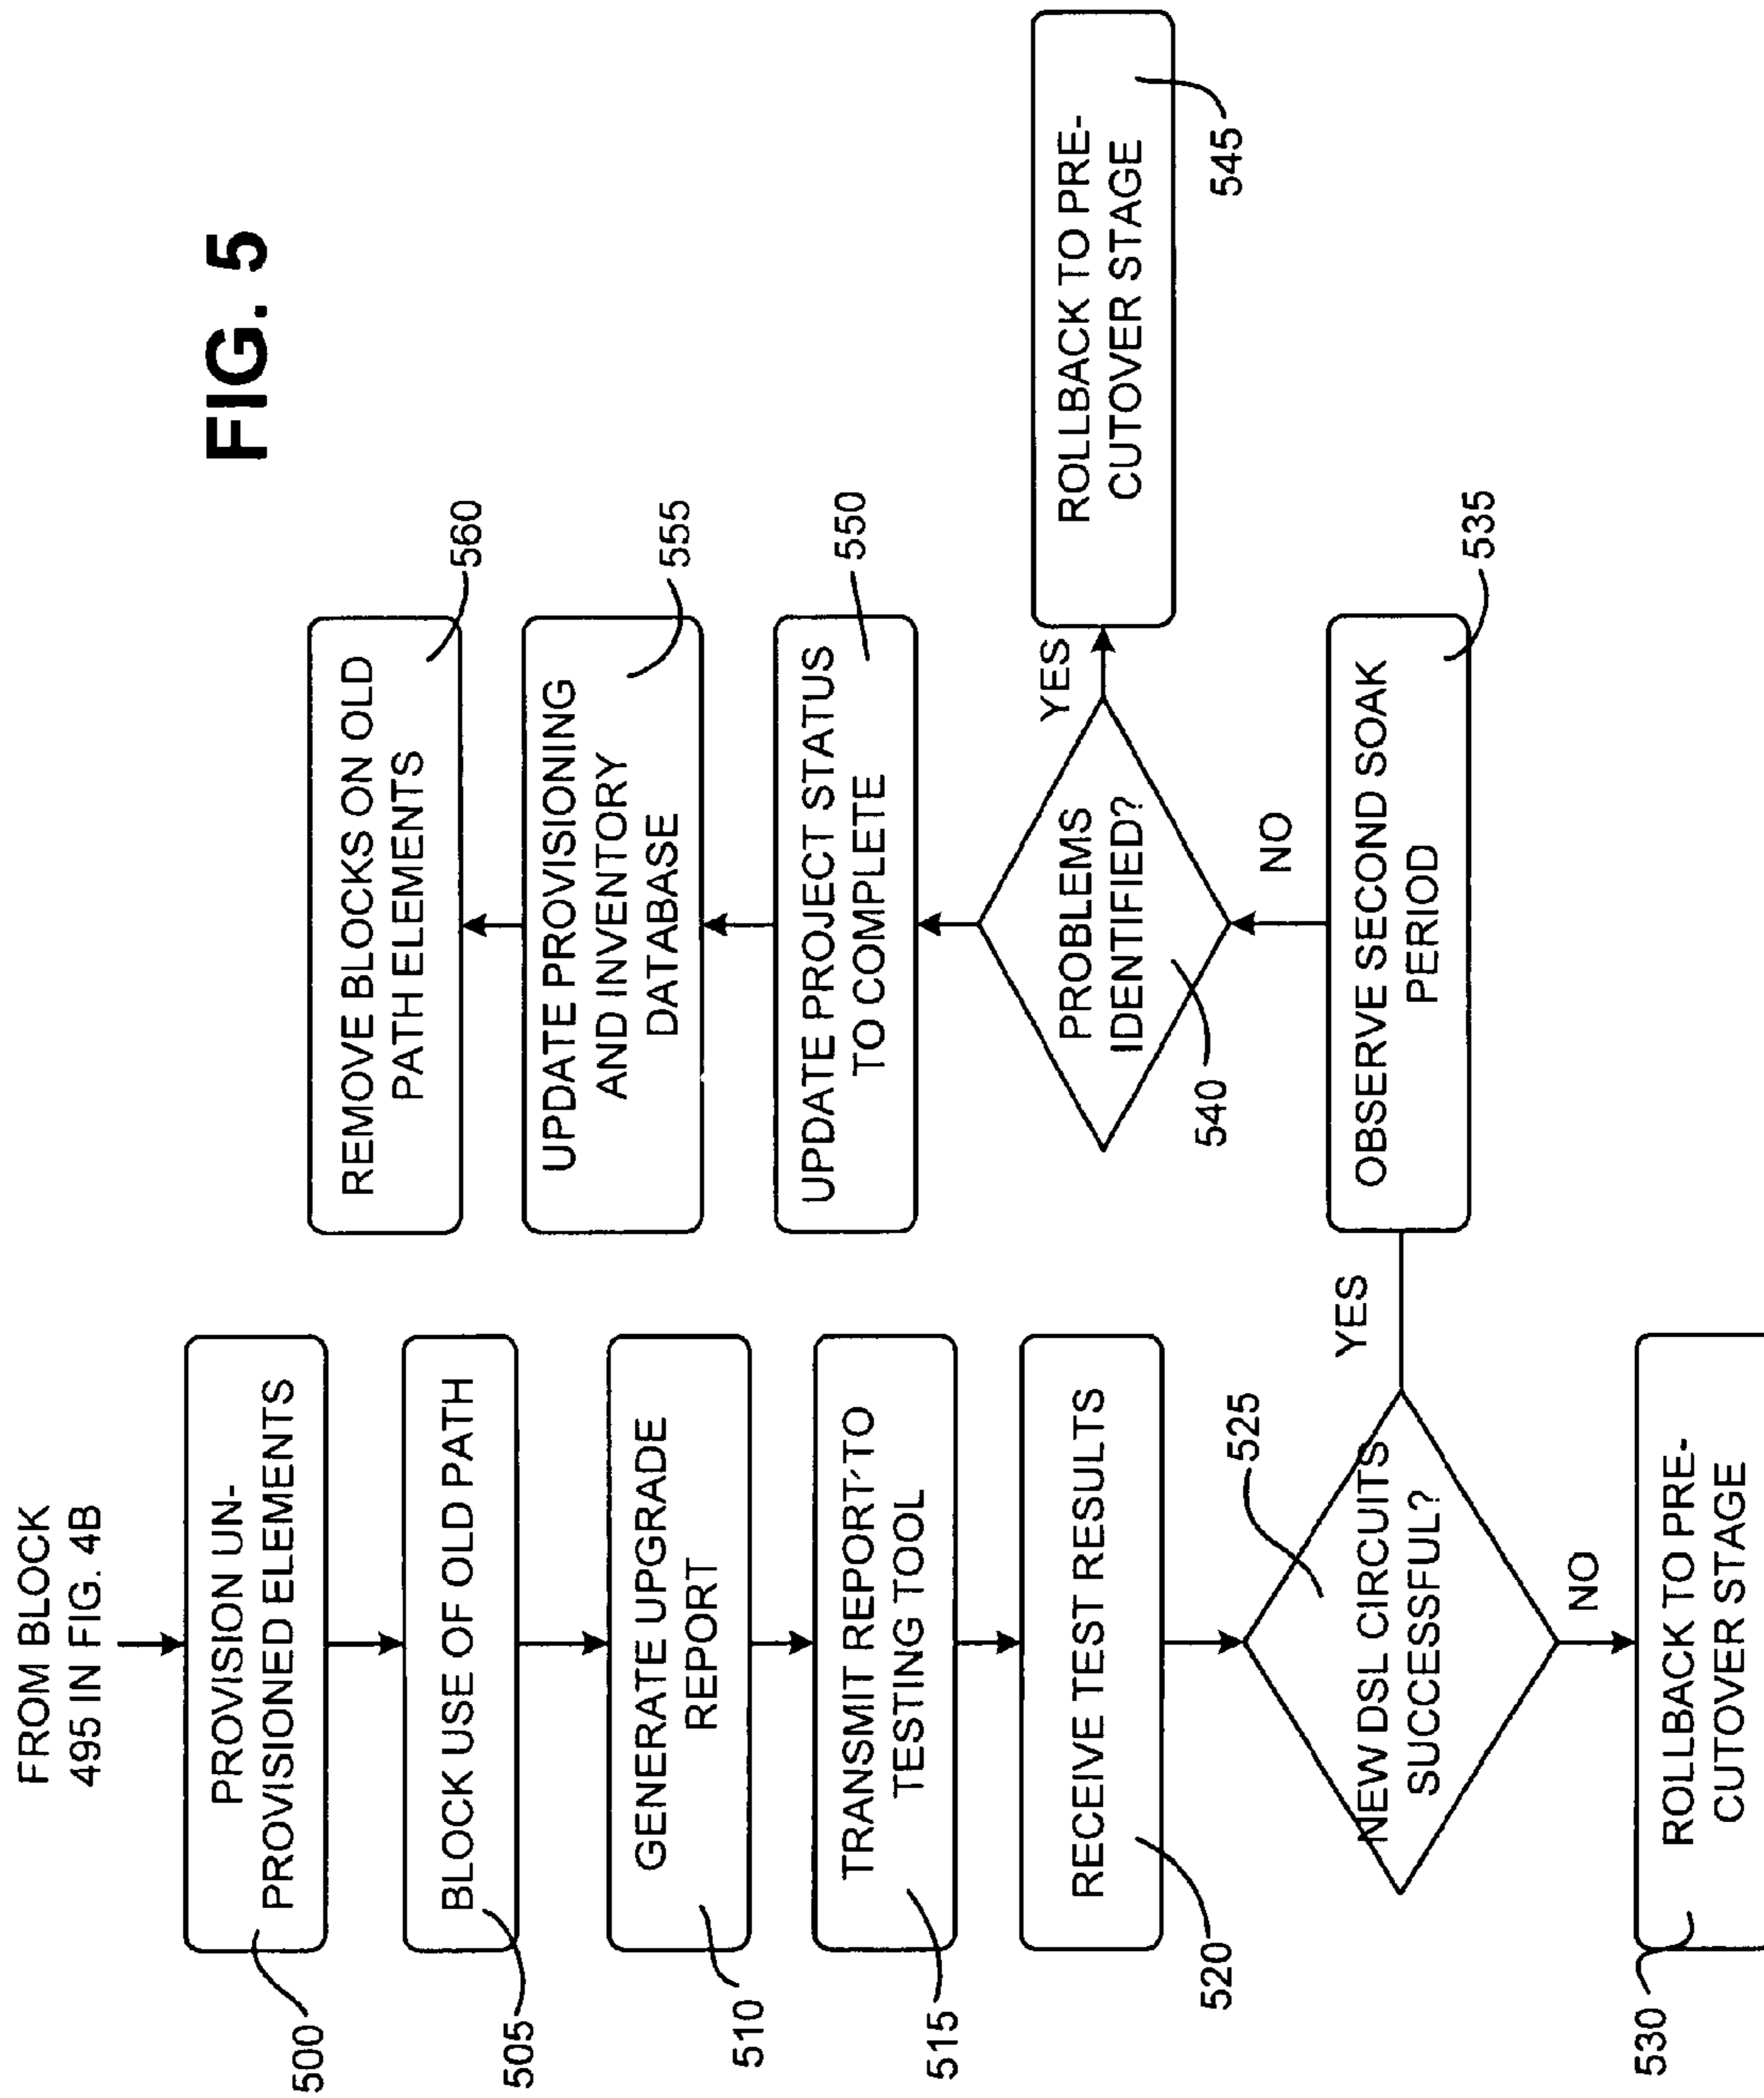 FIG. 5
FROM BLOCK
495 IN FIG. 4B
PROVISION UN-
PROVISIONED ELEMENTS
500
BLOCK USE OF OLD PATH
505
GENERATE UPGRADE
REPORT
510
TRANSMIT REPORT TO
TESTING TOOL
515
RECEIVE TEST RESULTS
520
NEW DSL CIRCUITS
SUCCESSFUL?
525
NO
ROLLBACK TO PRE-
CUTOVER STAGE
530
YES
OBSERVE SECOND SOAK
PERIOD
535
NO
PROBLEMS
IDENTIFIED?
540
YES
ROLLBACK TO PRE-
CUTOVER STAGE
545
UPDATE PROJECT STATUS
TO COMPLETE
550
UPDATE PROVISIONING
AND INVENTORY
DATABASE
555
REMOVE BLOCKS ON OLD
PATH ELEMENTS
560